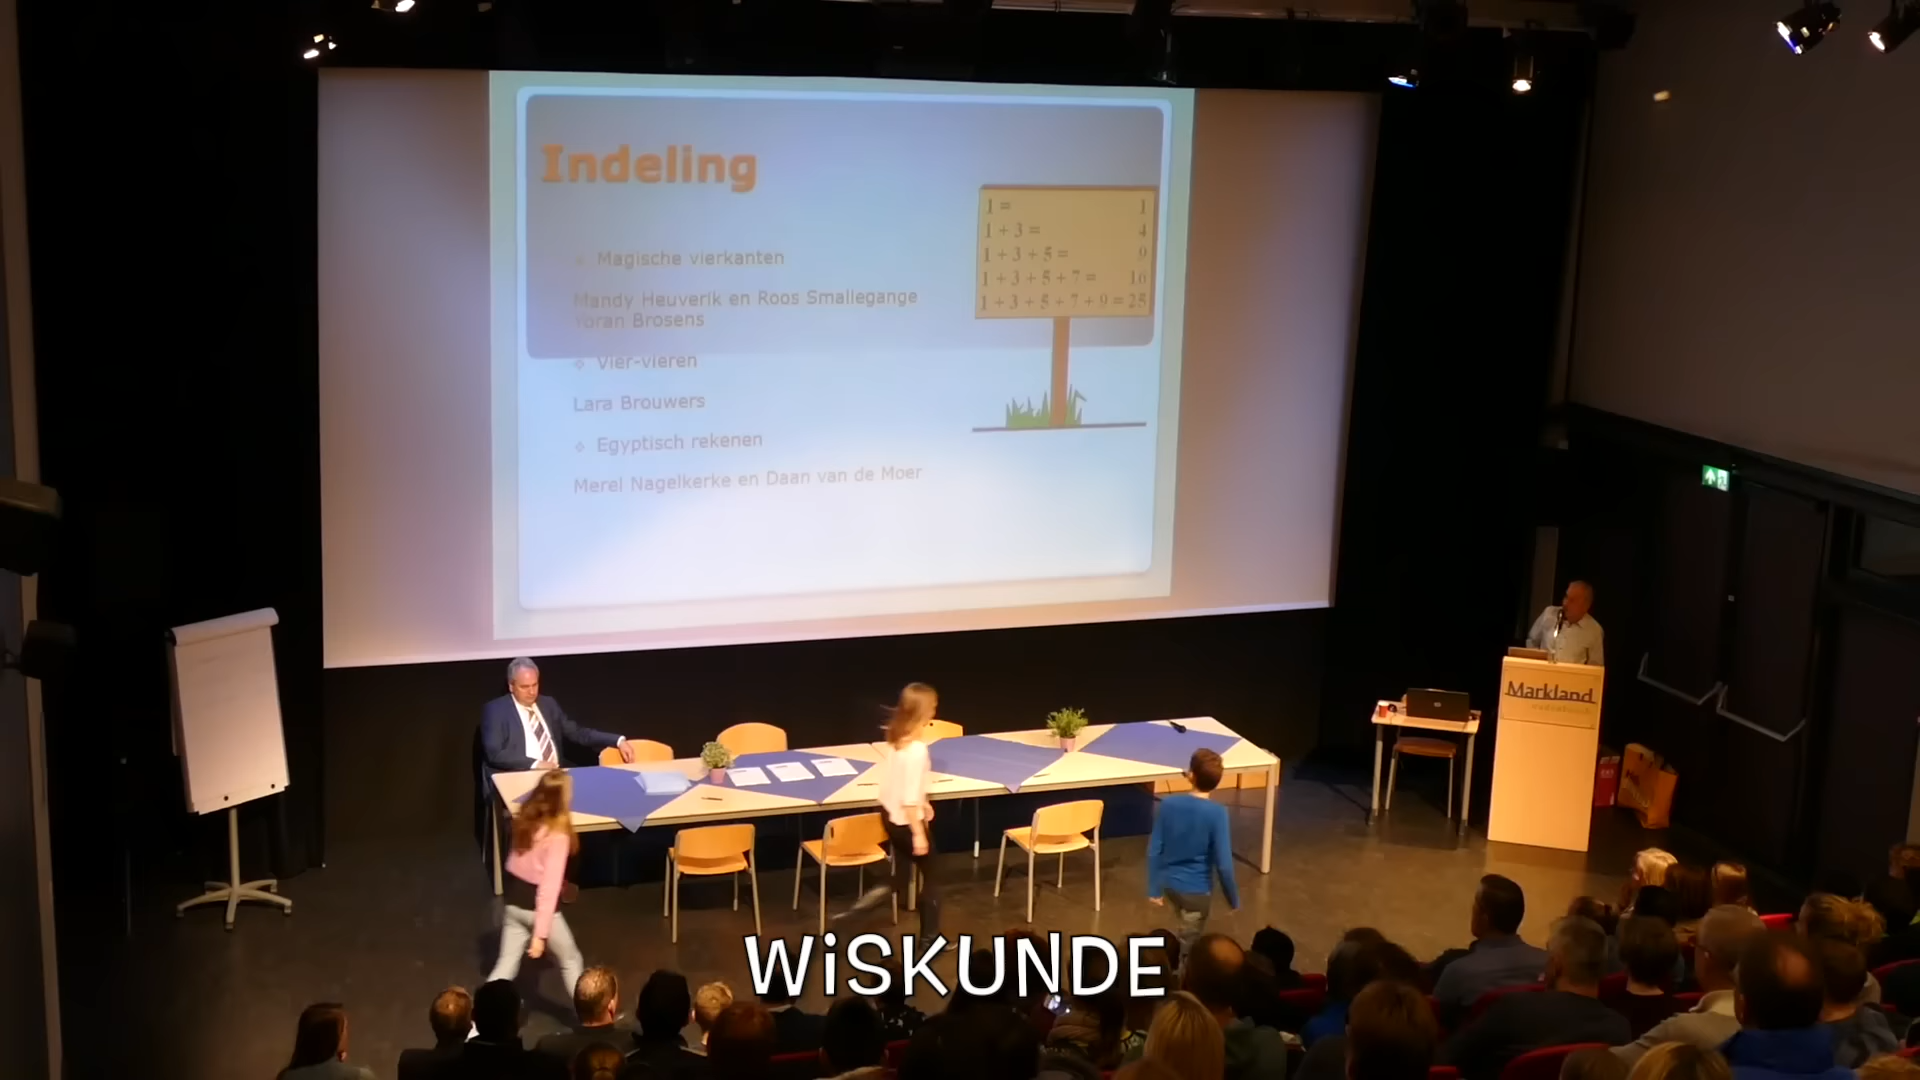 Indeling
Magische vierkanten
Mandy Heuverik en Roos Smallegange
Yoran Brosens
Vier-vieren
Lara Brouwers
Egyptisch rekenen
Merel Nagelkerke en Daan van de Moer
1 = 1
1 + 3 = 4
1 + 3 + 5 = 9
1 + 3 + 5 + 7 = 16
1 + 3 + 5 + 7 + 9 = 25
Markland
WiSKUNDE